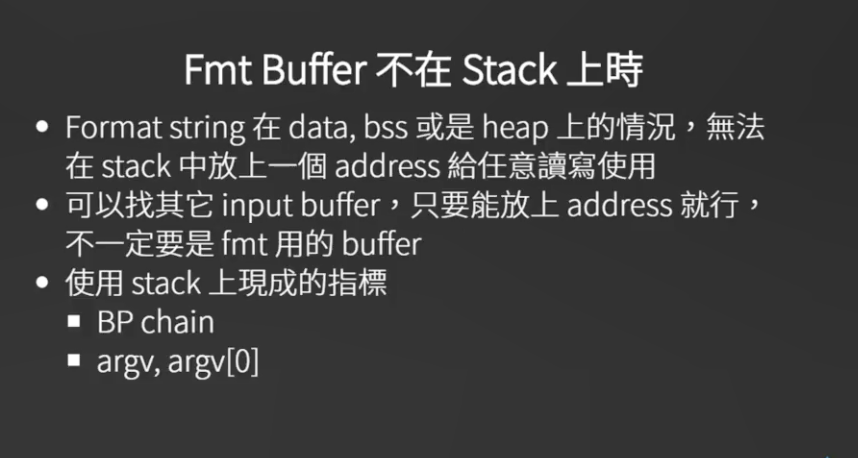 Fmt Buffer 不在 Stack 上時
• Format string 在 data, bss 或是 heap 上的情況，無法
在 stack 中放上一個 address 給任意讀寫使用
• 可以找其它 input buffer，只要能放上 address 就行，
不一定要是 fmt 用的 buffer
• 使用 stack 上現成的指標
▪ BP chain
▪ argv, argv[0]